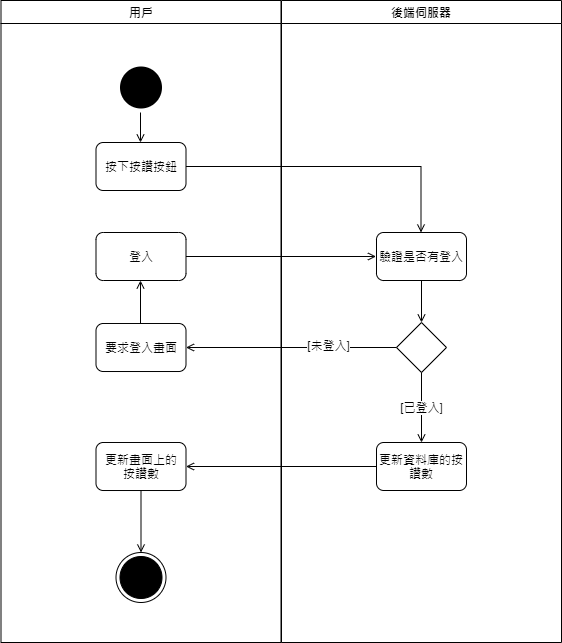 用戶
後端伺服器
按下按讚按鈕
登入
驗證是否有登入
要求登入畫面
[未登入]
[已登入]
更新畫面上的
按讚數
更新資料庫的按
讚數